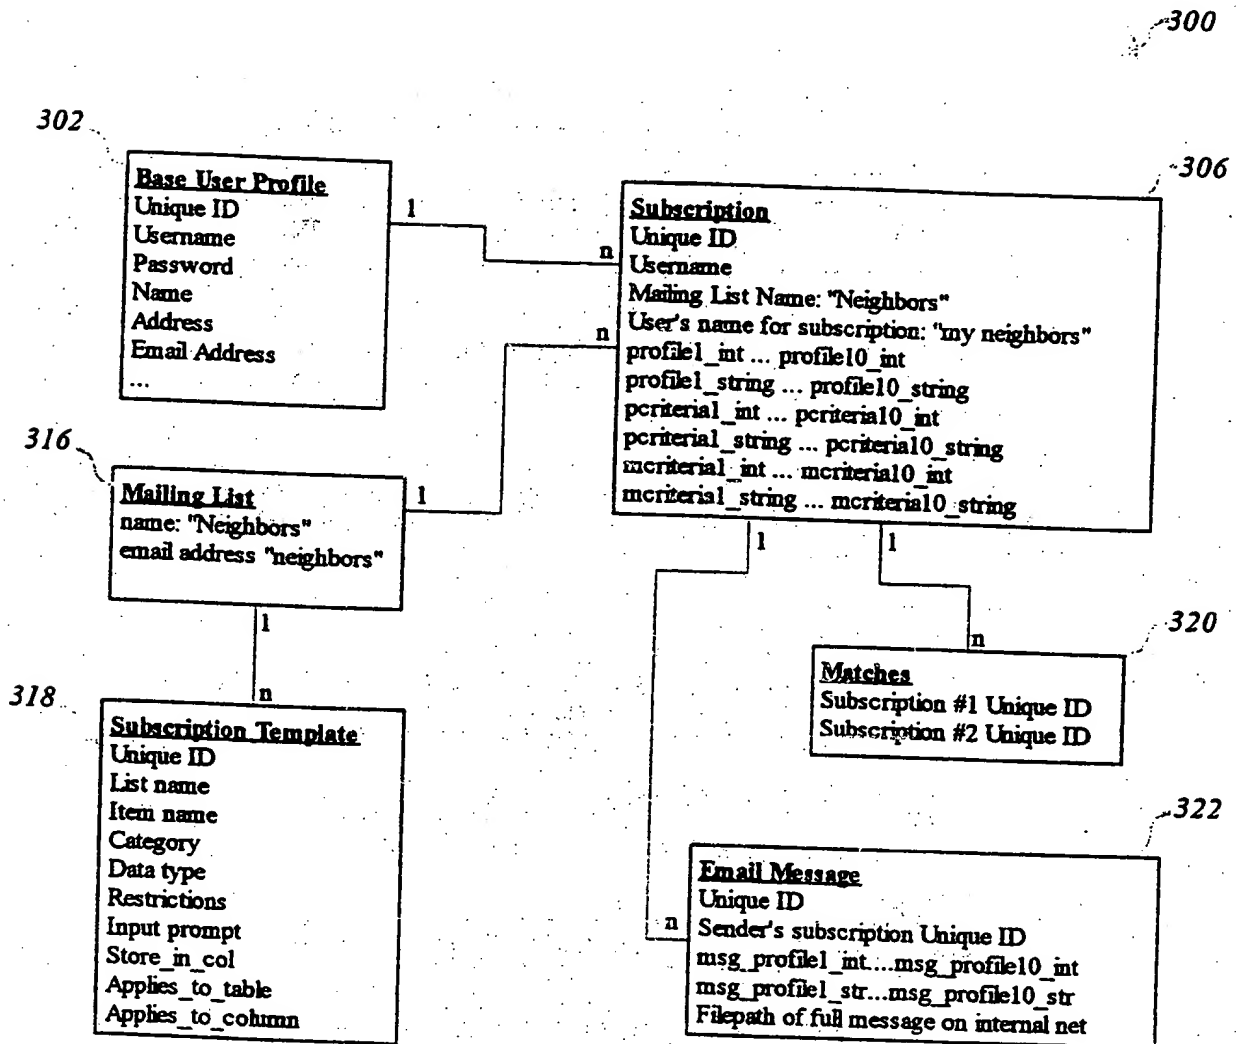 300
302
Base User Profile
Unique ID
Username
Password
Name
Address
Email Address
...
1
n
306
Subscription
Unique ID
Username
Mailing List Name: "Neighbors"
User's name for subscription: "my neighbors"
profile1_int ... profile10_int
profile1_string ... profile10_string
pcriteria1_int ... pcriteria10_int
pcriteria1_string ... pcriteria10_string
mcriteria1_int ... mcriteria10_int
mcriteria1_string ... mcriteria10_string
n
316
Mailing List
name: "Neighbors"
email address "neighbors"
1
1
n
1
1
n
320
Matches
Subscription #1 Unique ID
Subscription #2 Unique ID
318
Subscription Template
Unique ID
List name
Item name
Category
Data type
Restrictions
Input prompt
Store_in_col
Applies_to_table
Applies_to_column
322
n
Email Message
Unique ID
Sender's subscription Unique ID
msg_profile1_int....msg_profile10_int
msg_profile1_str...msg_profile10_str
Filepath of full message on internal net